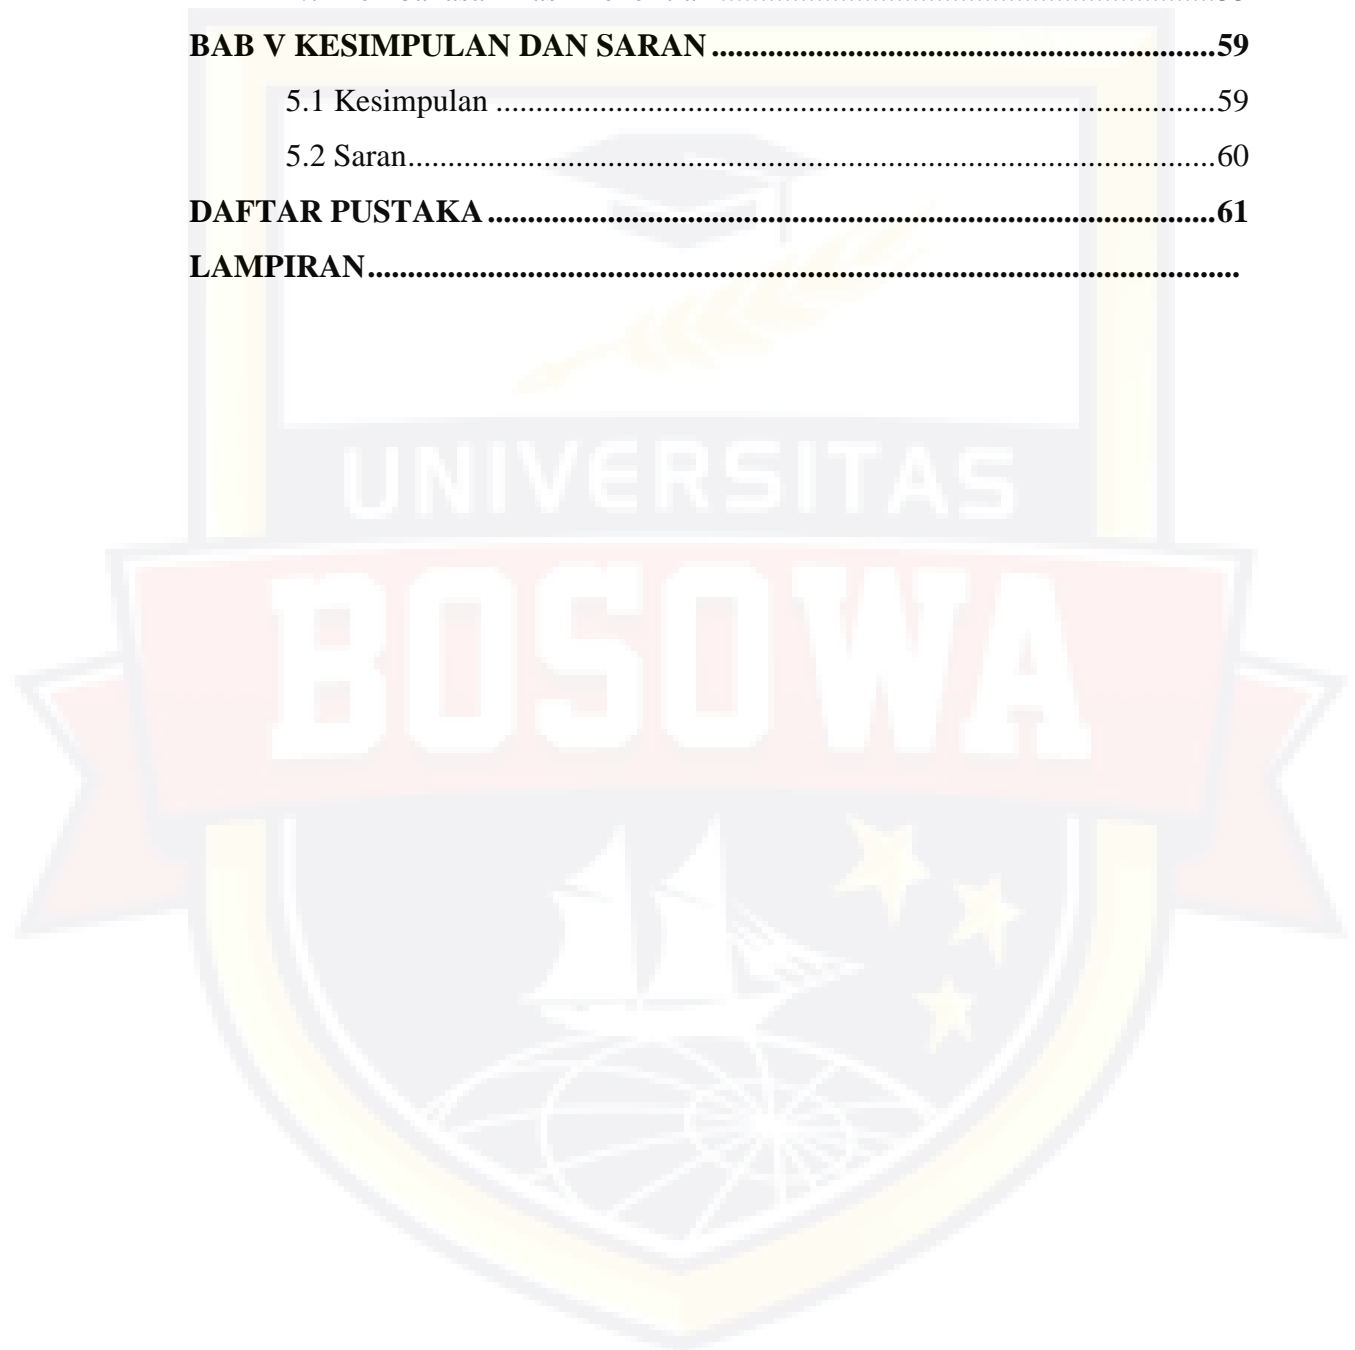 BAB V KESIMPULAN DAN SARAN ........................................................... 59
5.1 Kesimpulan ........................................................... 59
5.2 Saran ........................................................... 60
DAFTAR PUSTAKA ........................................................... 61
LAMPIRAN ...........................................................
UNIVERSITAS
BOSOWA